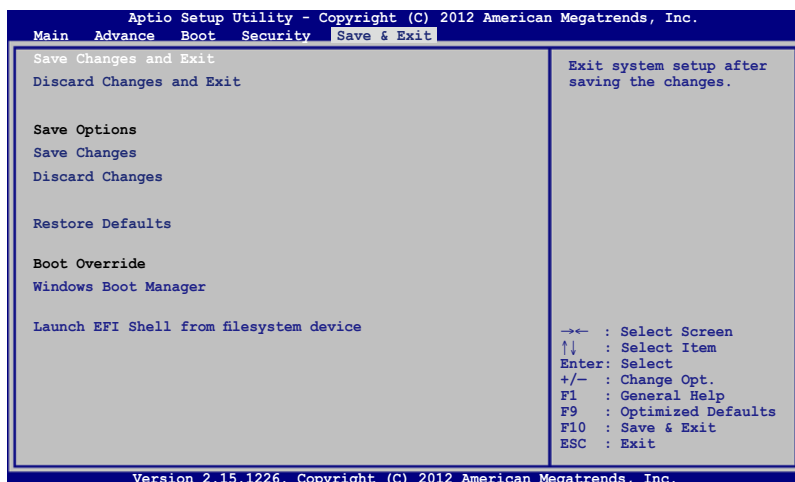 Aptio Setup Utility - Copyright (C) 2012 American Megatrends, Inc.
Main Advance Boot Security Save & Exit
Save Changes and Exit
Discard Changes and Exit
Save Options
Save Changes
Discard Changes
Restore Defaults
Boot Override
Windows Boot Manager
Launch EFI Shell from filesystem device
Exit system setup after
saving the changes.
→← : Select Screen
↑↓ : Select Item
Enter: Select
+/— : Change Opt.
F1 : General Help
F9 : Optimized Defaults
F10 : Save & Exit
ESC : Exit
Version 2.15.1226. Copyright (C) 2012 American Megatrends, Inc.